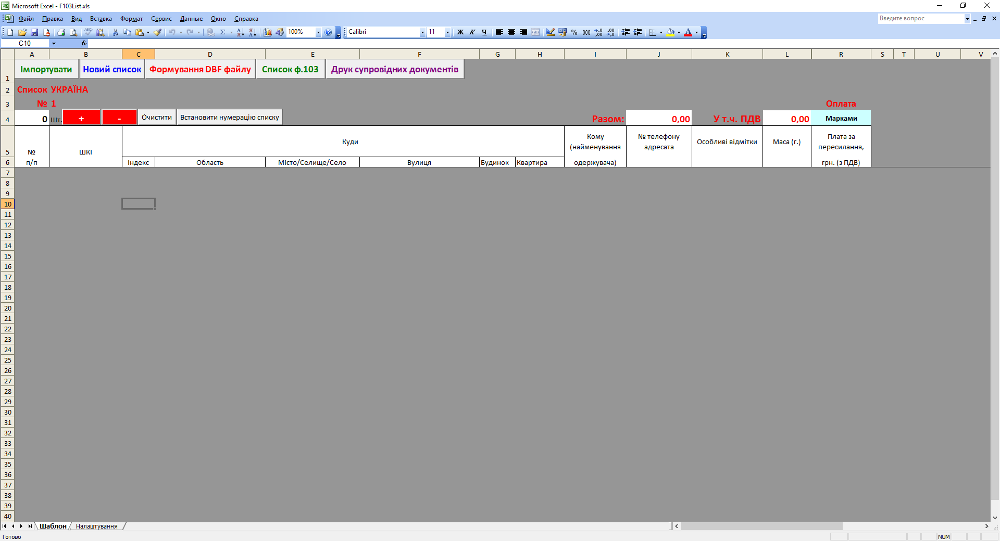 Microsoft Excel - F103List.xls
Файл Правка Вид Вставка Формат Сервис Данные Окно Справка Введите вопрос
100% Calibri 11 Ж К Ч % 000
C10 fx
A B C D E F G H I J K L R S T U V
Імпортувати Новий список Формування DBF файлу Список ф.103 Друк супровідних документів
1
2 Список УКРАЇНА
3 № 1 Оплата
4 0 Шт. + - Очистити Встановити нумерацію списку Разом: 0,00 У т.ч. ПДВ 0,00 Марками
Куди Кому (найменування одержувача) № телефону адресата Особливі відмітки Маса (г.) Плата за пересилання, грн. (з ПДВ)
5 № п/п ШКІ
6 Індекс Область Місто/Селище/Село Вулиця Будинок Квартира
7
8
9
10
11
12
13
14
15
16
17
18
19
20
21
22
23
24
25
26
27
28
29
30
31
32
33
34
35
36
37
38
39
40
Шаблон Налаштування
Готово NUM